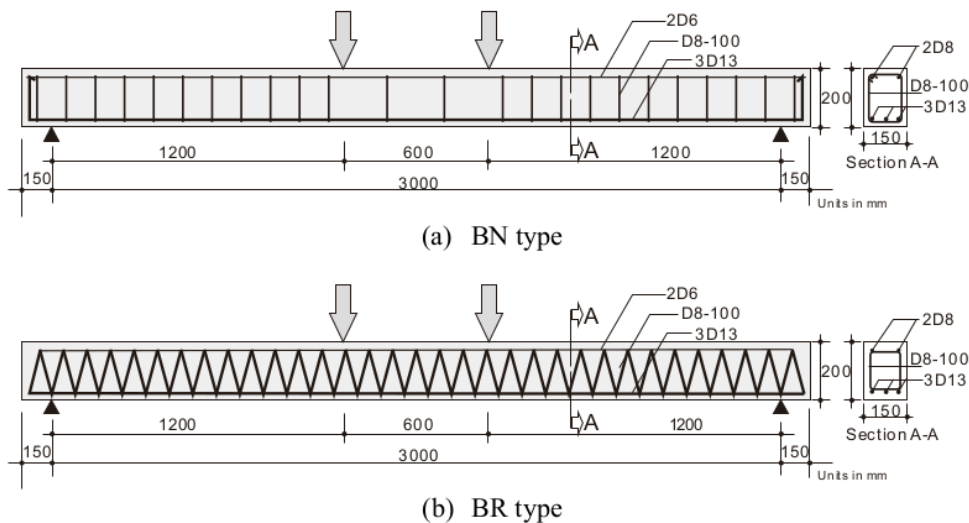 2D6
A
D8-100
3D13
2D8
200
D8-100
3D13
A
150
1200
600
1200
Section A-A
150
3000
150
Units in mm
(a) BN type
2D6
A
D8-100
3D13
2D8
200
D8-100
3D13
A
150
1200
600
1200
Section A-A
150
3000
150
Units in mm
(b) BR type